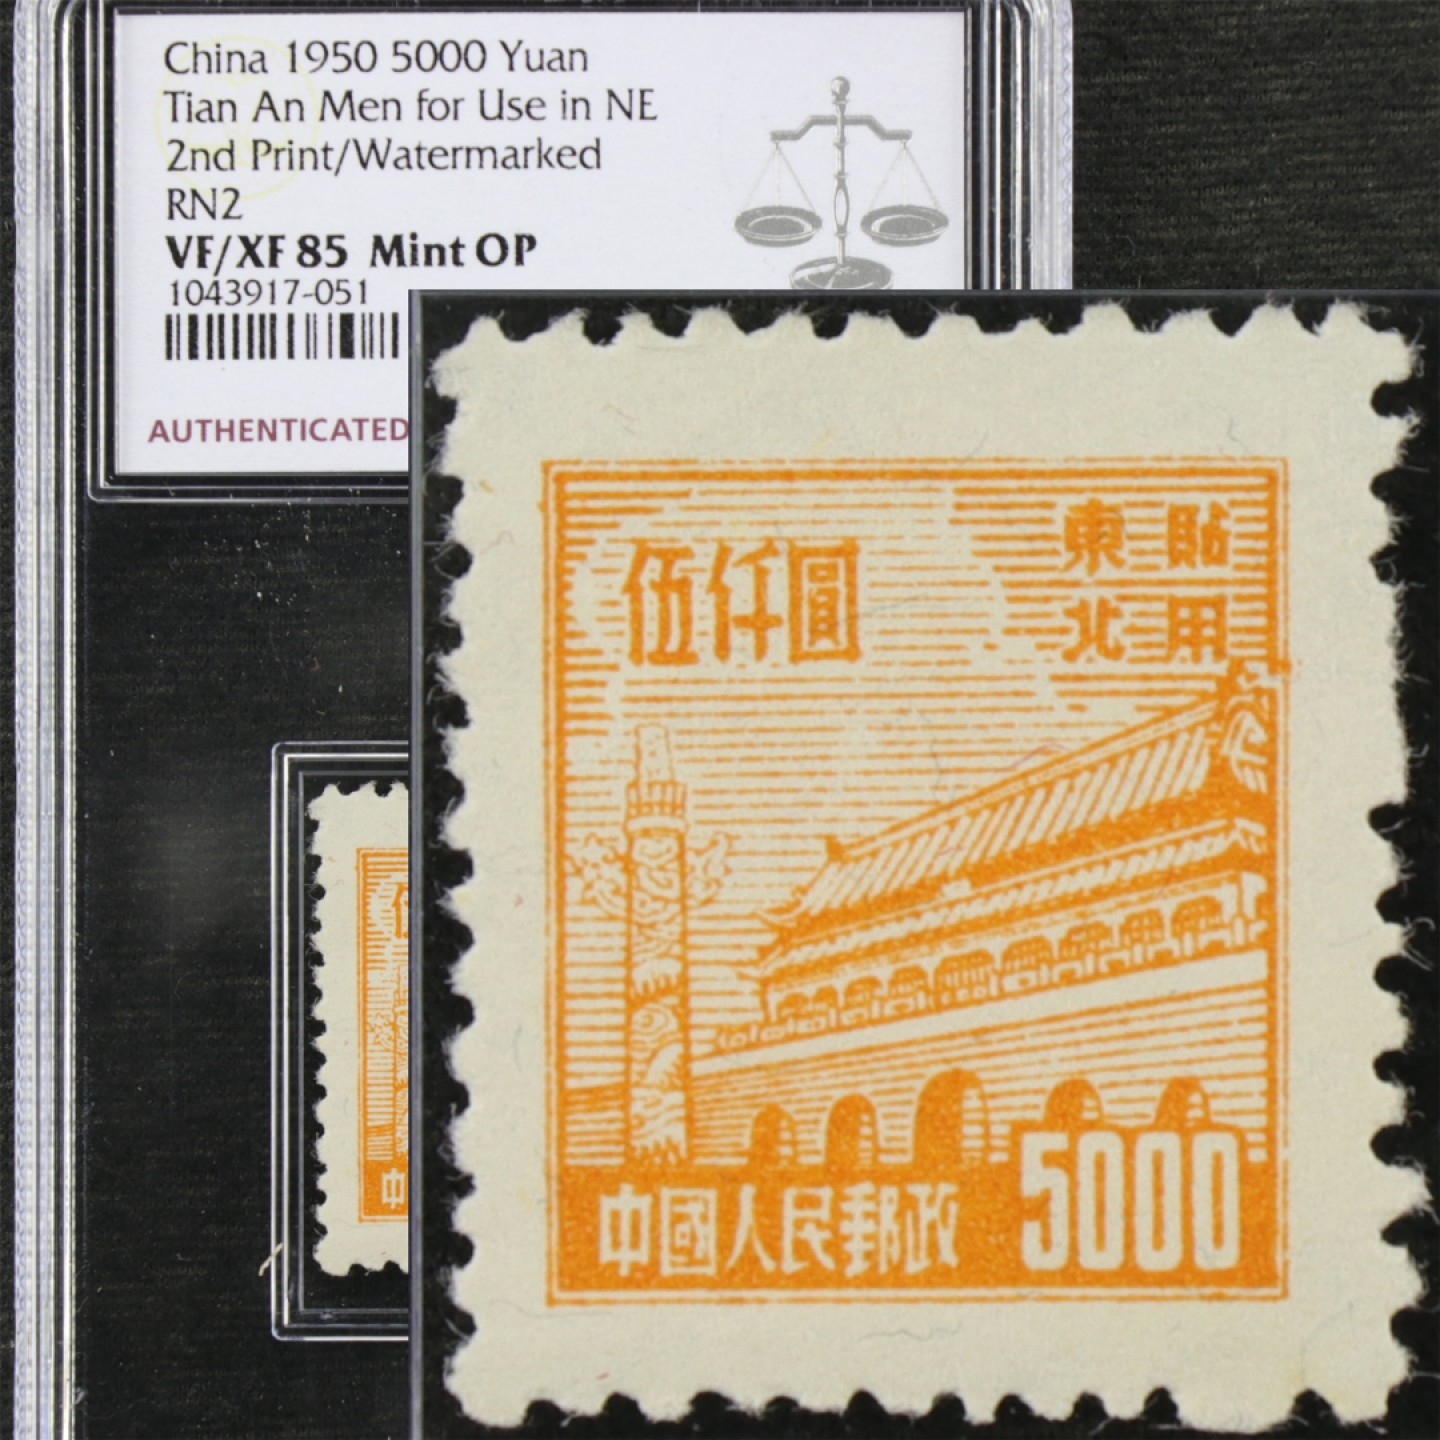 China 1950 5000 Yuan
Tian An Men for Use in NE
2nd Print/Watermarked
RN2
VF/XF 85 Mint OP
1043917-051
AUTHENTICATED
伍仟圓
東 貼
北 用
中國人民郵政 5000
中